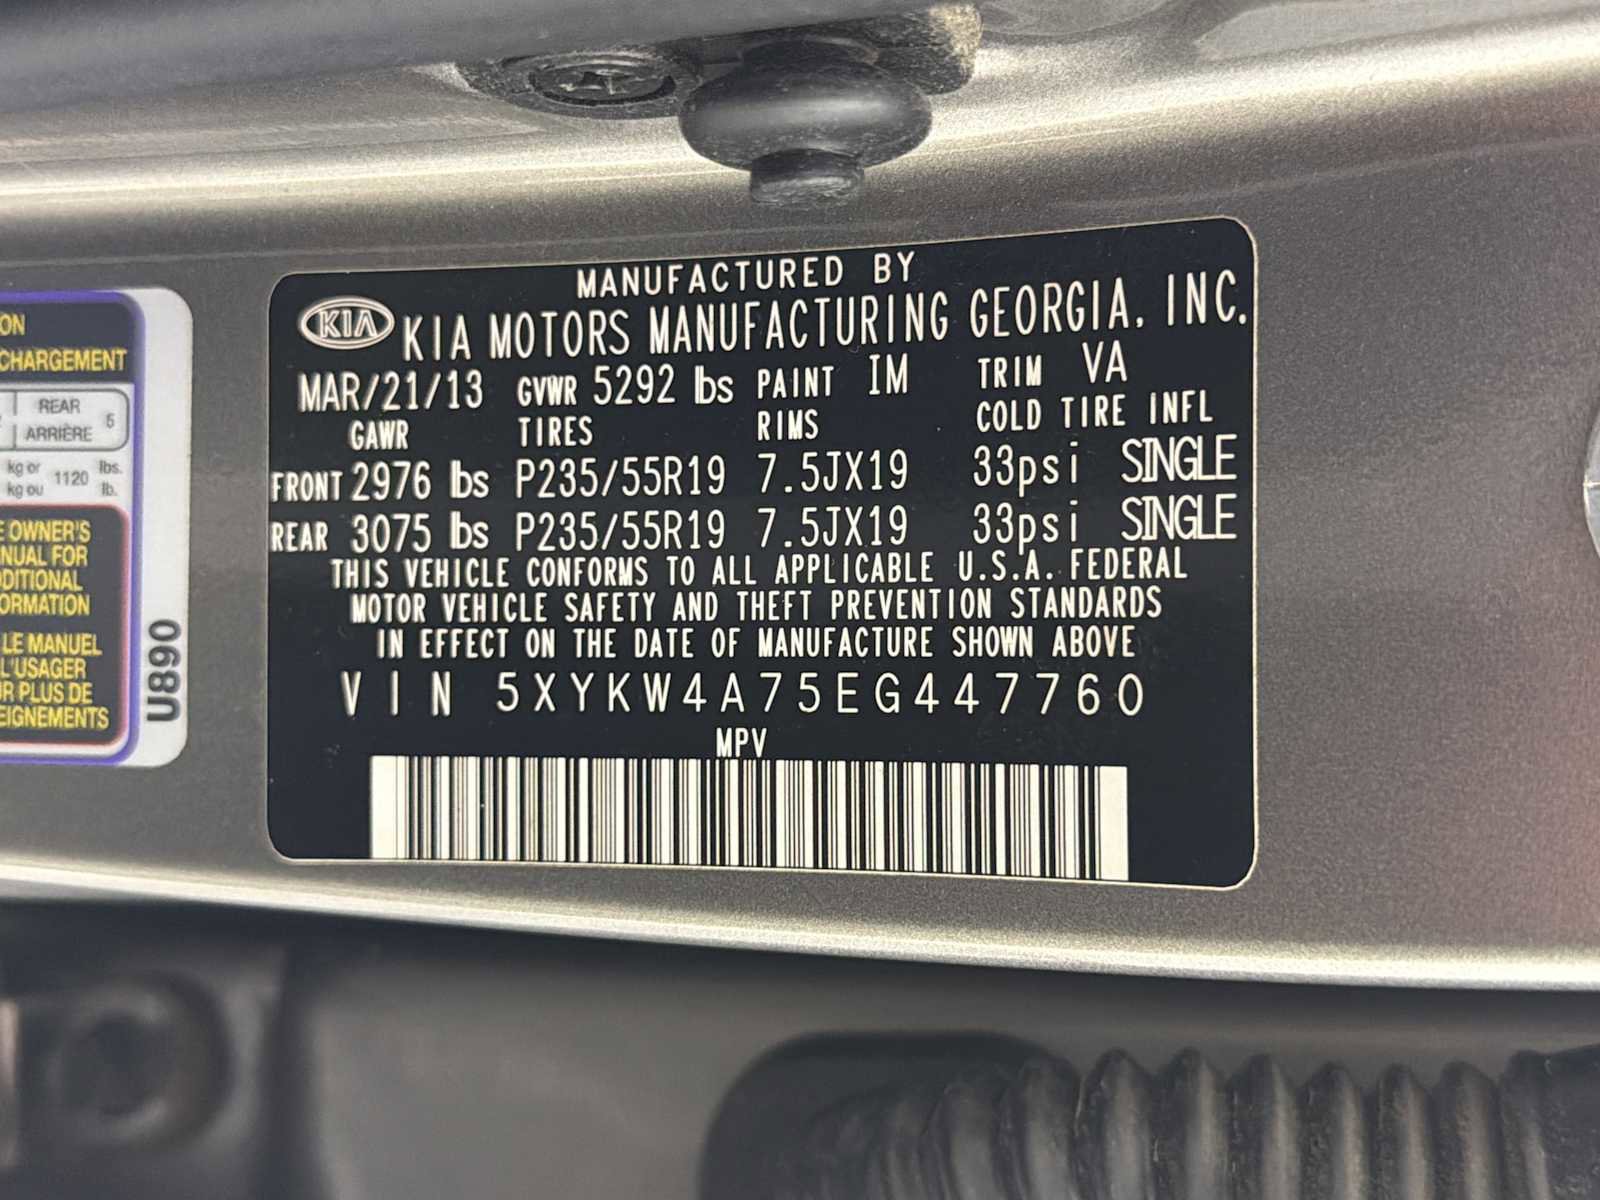 MANUFACTURED BY
KIA KIA MOTORS MANUFACTURING GEORGIA, INC.
MAR/21/13 GVWR 5292 lbs PAINT IM TRIM VA
GAWR TIRES RIMS COLD TIRE INFL
FRONT 2976 lbs P235/55R19 7.5JX19 33psi SINGLE
REAR 3075 lbs P235/55R19 7.5JX19 33psi SINGLE
THIS VEHICLE CONFORMS TO ALL APPLICABLE U.S.A. FEDERAL
MOTOR VEHICLE SAFETY AND THEFT PREVENTION STANDARDS
IN EFFECT ON THE DATE OF MANUFACTURE SHOWN ABOVE
VIN 5XYKW4A75EG447760
MPV
CHARGEMENT
REAR
ARRIÈRE 5
kg or 1120 lbs.
kg ou lb.
OWNER'S
FOR
LE MANUEL
L'USAGER
PLUS DE
U890